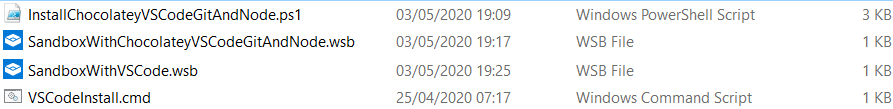 InstallChocolateyVSCodeGitAndNode.ps1 03/05/2020 19:09 Windows PowerShell Script 3 KB
SandboxWithChocolateyVSCodeGitAndNode.wsb 03/05/2020 19:17 WSB File 1 KB
SandboxWithVSCode.wsb 03/05/2020 19:25 WSB File 1 KB
VSCodeInstall.cmd 25/04/2020 07:17 Windows Command Script 1 KB